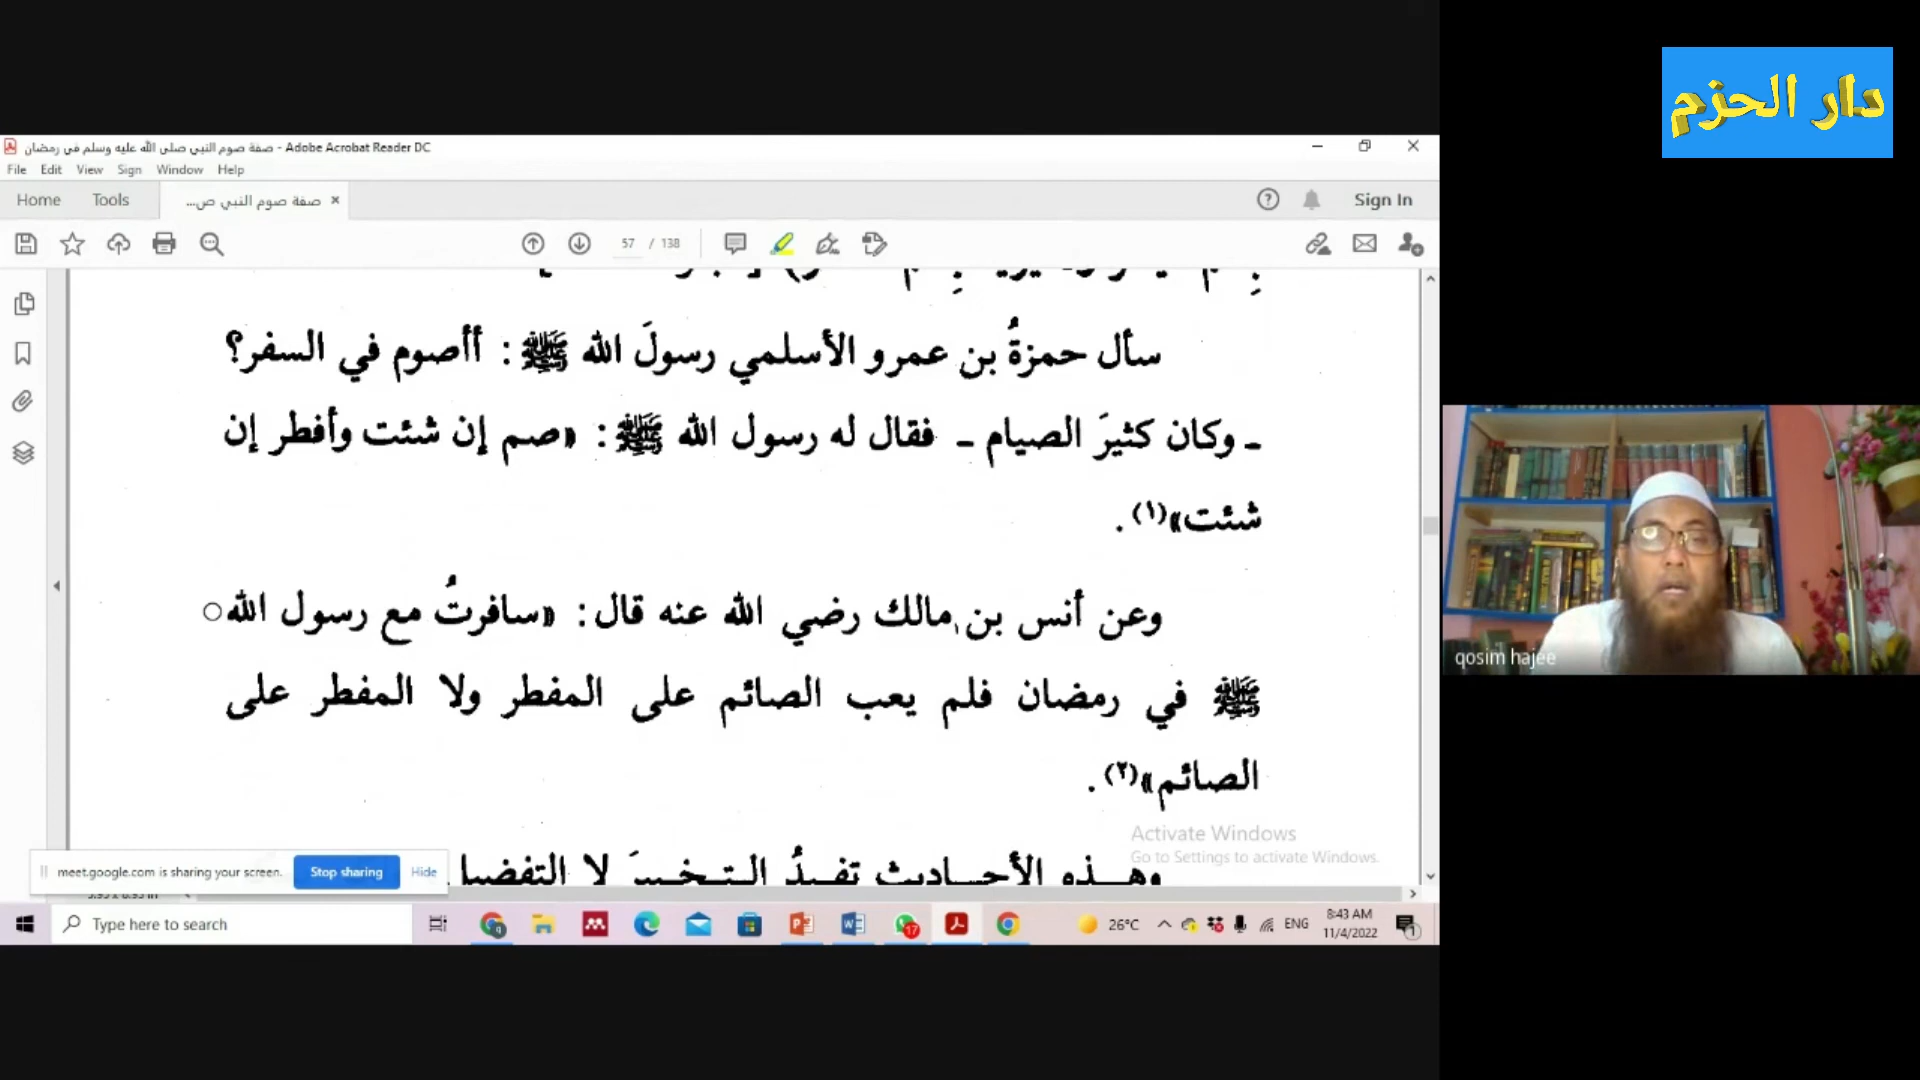 دار الحزم
صفة صوم النبي صلى الله عليه وسلم في رمضان - Adobe Acrobat Reader DC
File Edit View Sign Window Help
Home Tools صفة صوم النبي ص... × Sign In
57 / 138
سأل حمزةُ بن عمرو الأسلمي رسولَ الله ﷺ : أأصوم في السفر؟
ـ وكان كثيرَ الصيام ـ فقال له رسول الله ﷺ : «صم إن شئت وأفطر إن
شئت»(١) .
وعن أنس بن مالك رضي الله عنه قال : «سافرتُ مع رسول الله
ﷺ في رمضان فلم يعب الصائم على المفطر ولا المفطر على
الصائم»(٢) .
وهذه الأحاديث تفيدُ التخييرَ لا التفضيل
Activate Windows
Go to Settings to activate Windows.
meet.google.com is sharing your screen. Stop sharing Hide
Type here to search
17
26°C ENG
8:43 AM
11/4/2022
1
qosim hajee